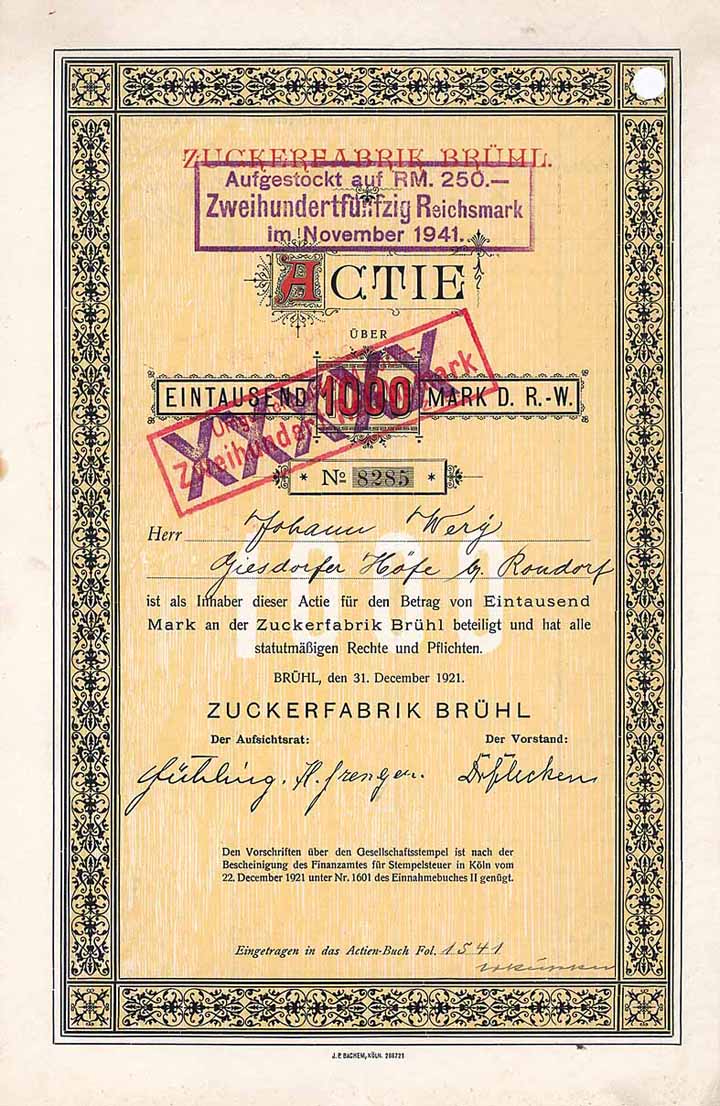 ZUCKERFABRIK BRÜHL.
Aufgestockt auf RM. 250.—
Zweihundertfünfzig Reichsmark
im November 1941.
ACTIE
ÜBER
EINTAUSEND 1000 MARK D. R.-W.
XXXXXX
No 8285
Herr Johann Werÿ
Giesdorfer Höfe b. Rondorf
1000
ist als Inhaber dieser Actie für den Betrag von Eintausend
Mark an der Zuckerfabrik Brühl beteiligt und hat alle
statutmäßigen Rechte und Pflichten.
BRÜHL, den 31. December 1921.
ZUCKERFABRIK BRÜHL
Der Aufsichtsrat: Der Vorstand:
Den Vorschriften über den Gesellschaftsstempel ist nach der
Bescheinigung des Finanzamtes für Stempelsteuer in Köln vom
22. December 1921 unter Nr. 1601 des Einnahmebuches II genügt.
Eingetragen in das Actien-Buch Fol. 1541
J. P. BACHEM, KÖLN.